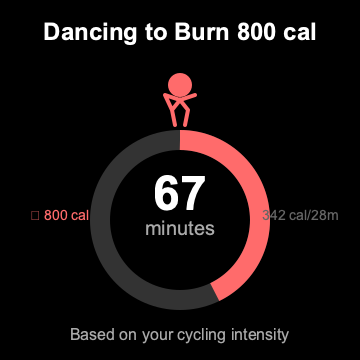 Dancing to Burn 800 cal
67
minutes
800 cal
342 cal/28m
Based on your cycling intensity